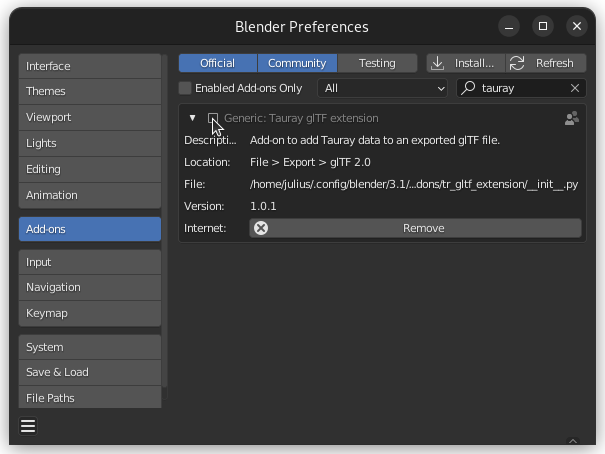 Blender Preferences
Interface
Themes
Viewport
Lights
Editing
Animation
Add-ons
Input
Navigation
Keymap
System
Save & Load
File Paths
Official Community Testing Install... Refresh
Enabled Add-ons Only All tauray
Generic: Tauray glTF extension
Descripti... Add-on to add Tauray data to an exported glTF file.
Location: File > Export > glTF 2.0
File: /home/julius/.config/blender/3.1/...dons/tr_gltf_extension/__init__.py
Version: 1.0.1
Internet: Remove